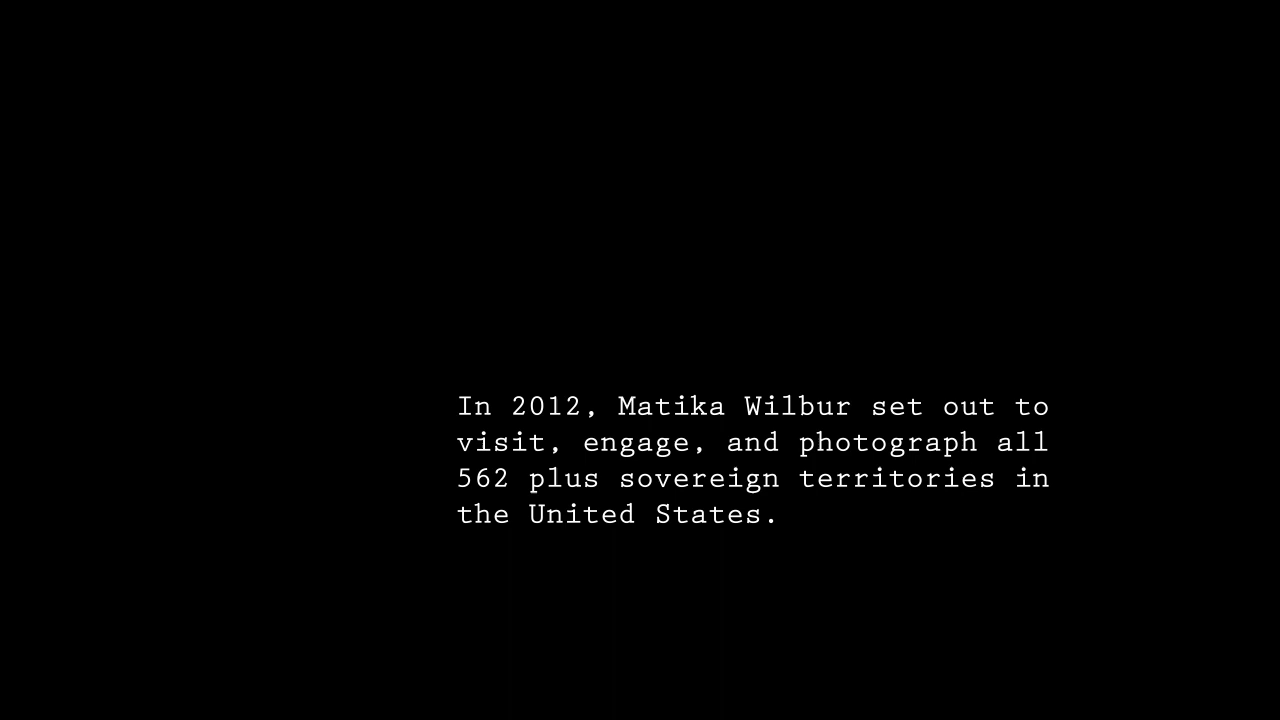 In 2012, Matika Wilbur set out to
visit, engage, and photograph all
562 plus sovereign territories in
the United States.